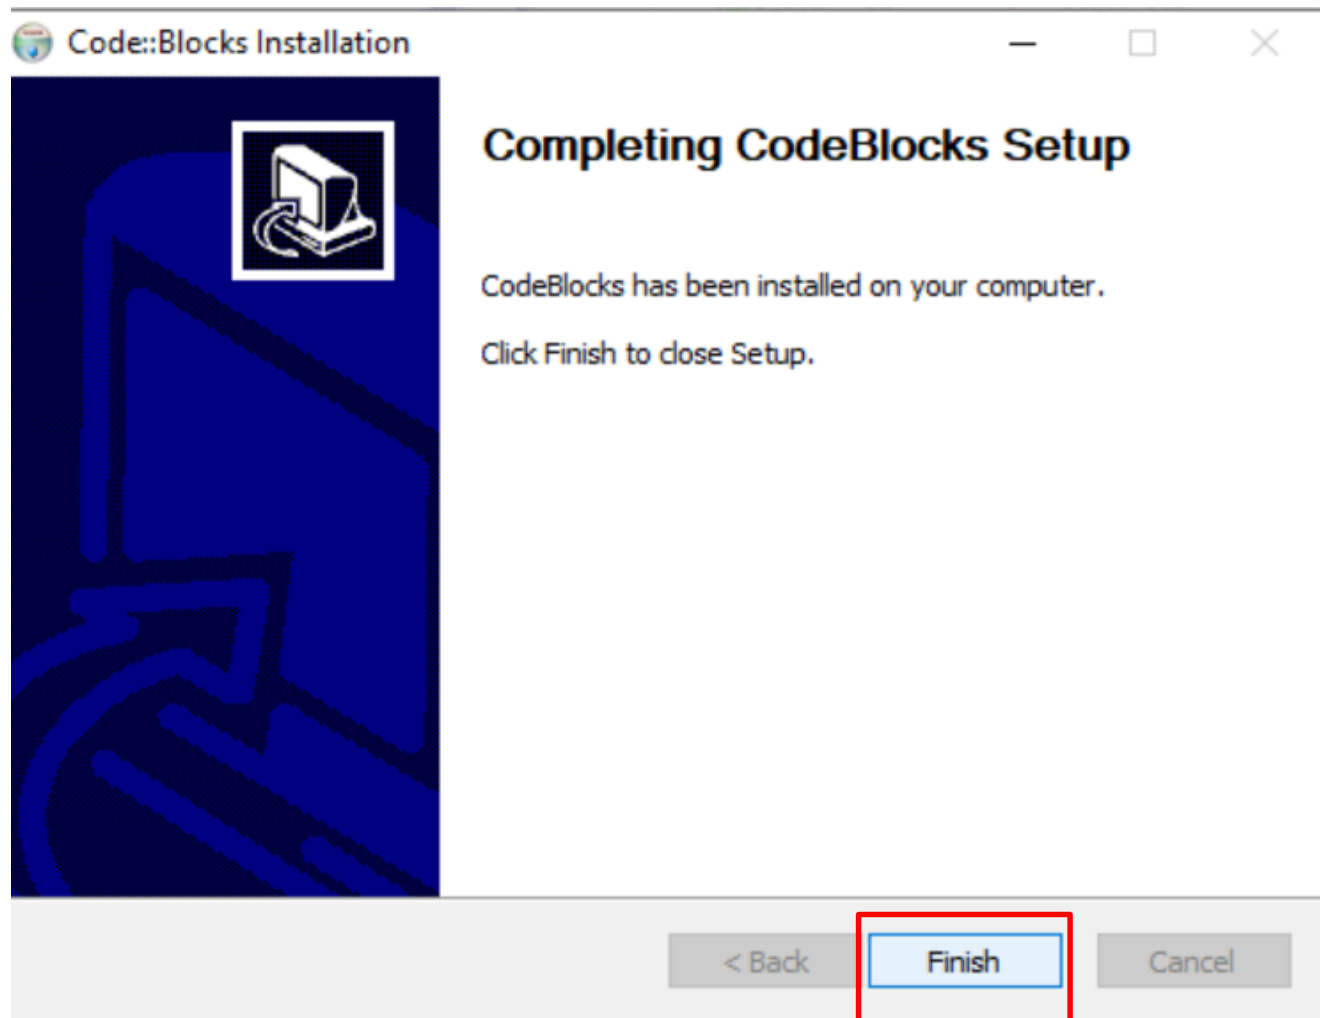 Code::Blocks Installation
Completing CodeBlocks Setup
CodeBlocks has been installed on your computer.
Click Finish to close Setup.
< Back
Finish
Cancel